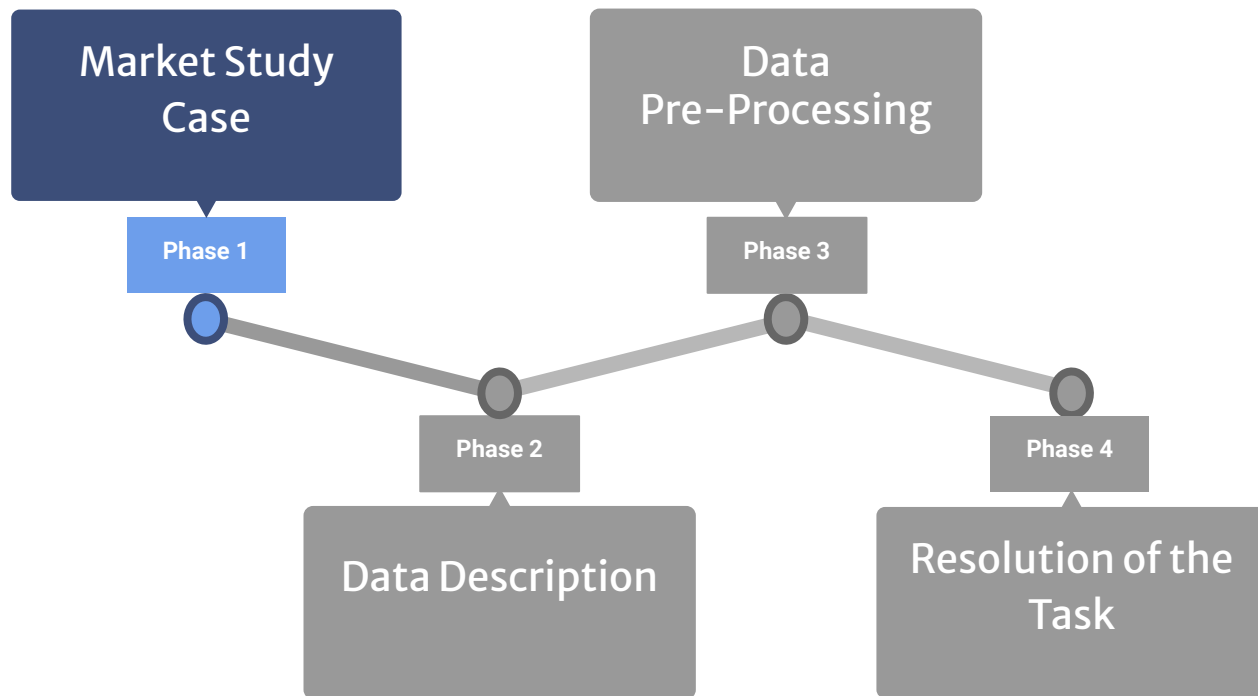 Market Study
Case
Phase 1
Data
Pre-Processing
Phase 3
Phase 2
Data Description
Phase 4
Resolution of the
Task